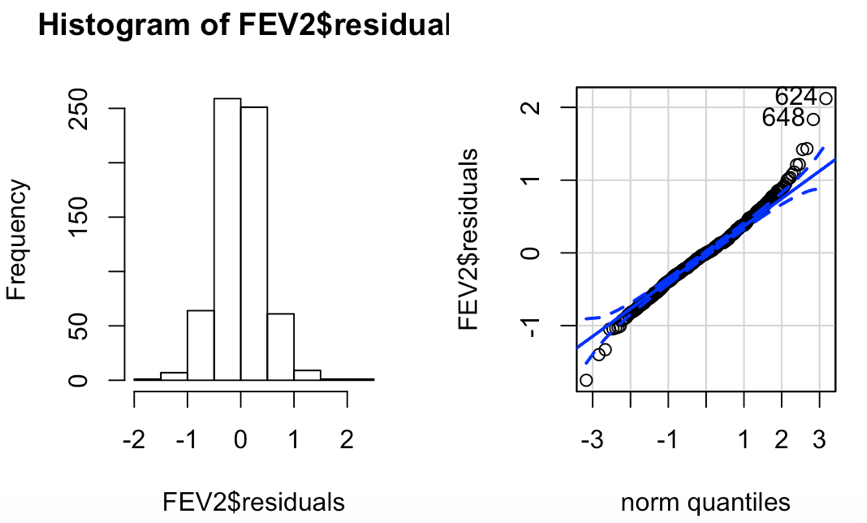 Histogram of FEV2$residual
Frequency
250
150
50
0
-2 -1 0 1 2
FEV2$residuals
FEV2$residuals
2
1
0
-1
624
648
-3 -1 1 2 3
norm quantiles